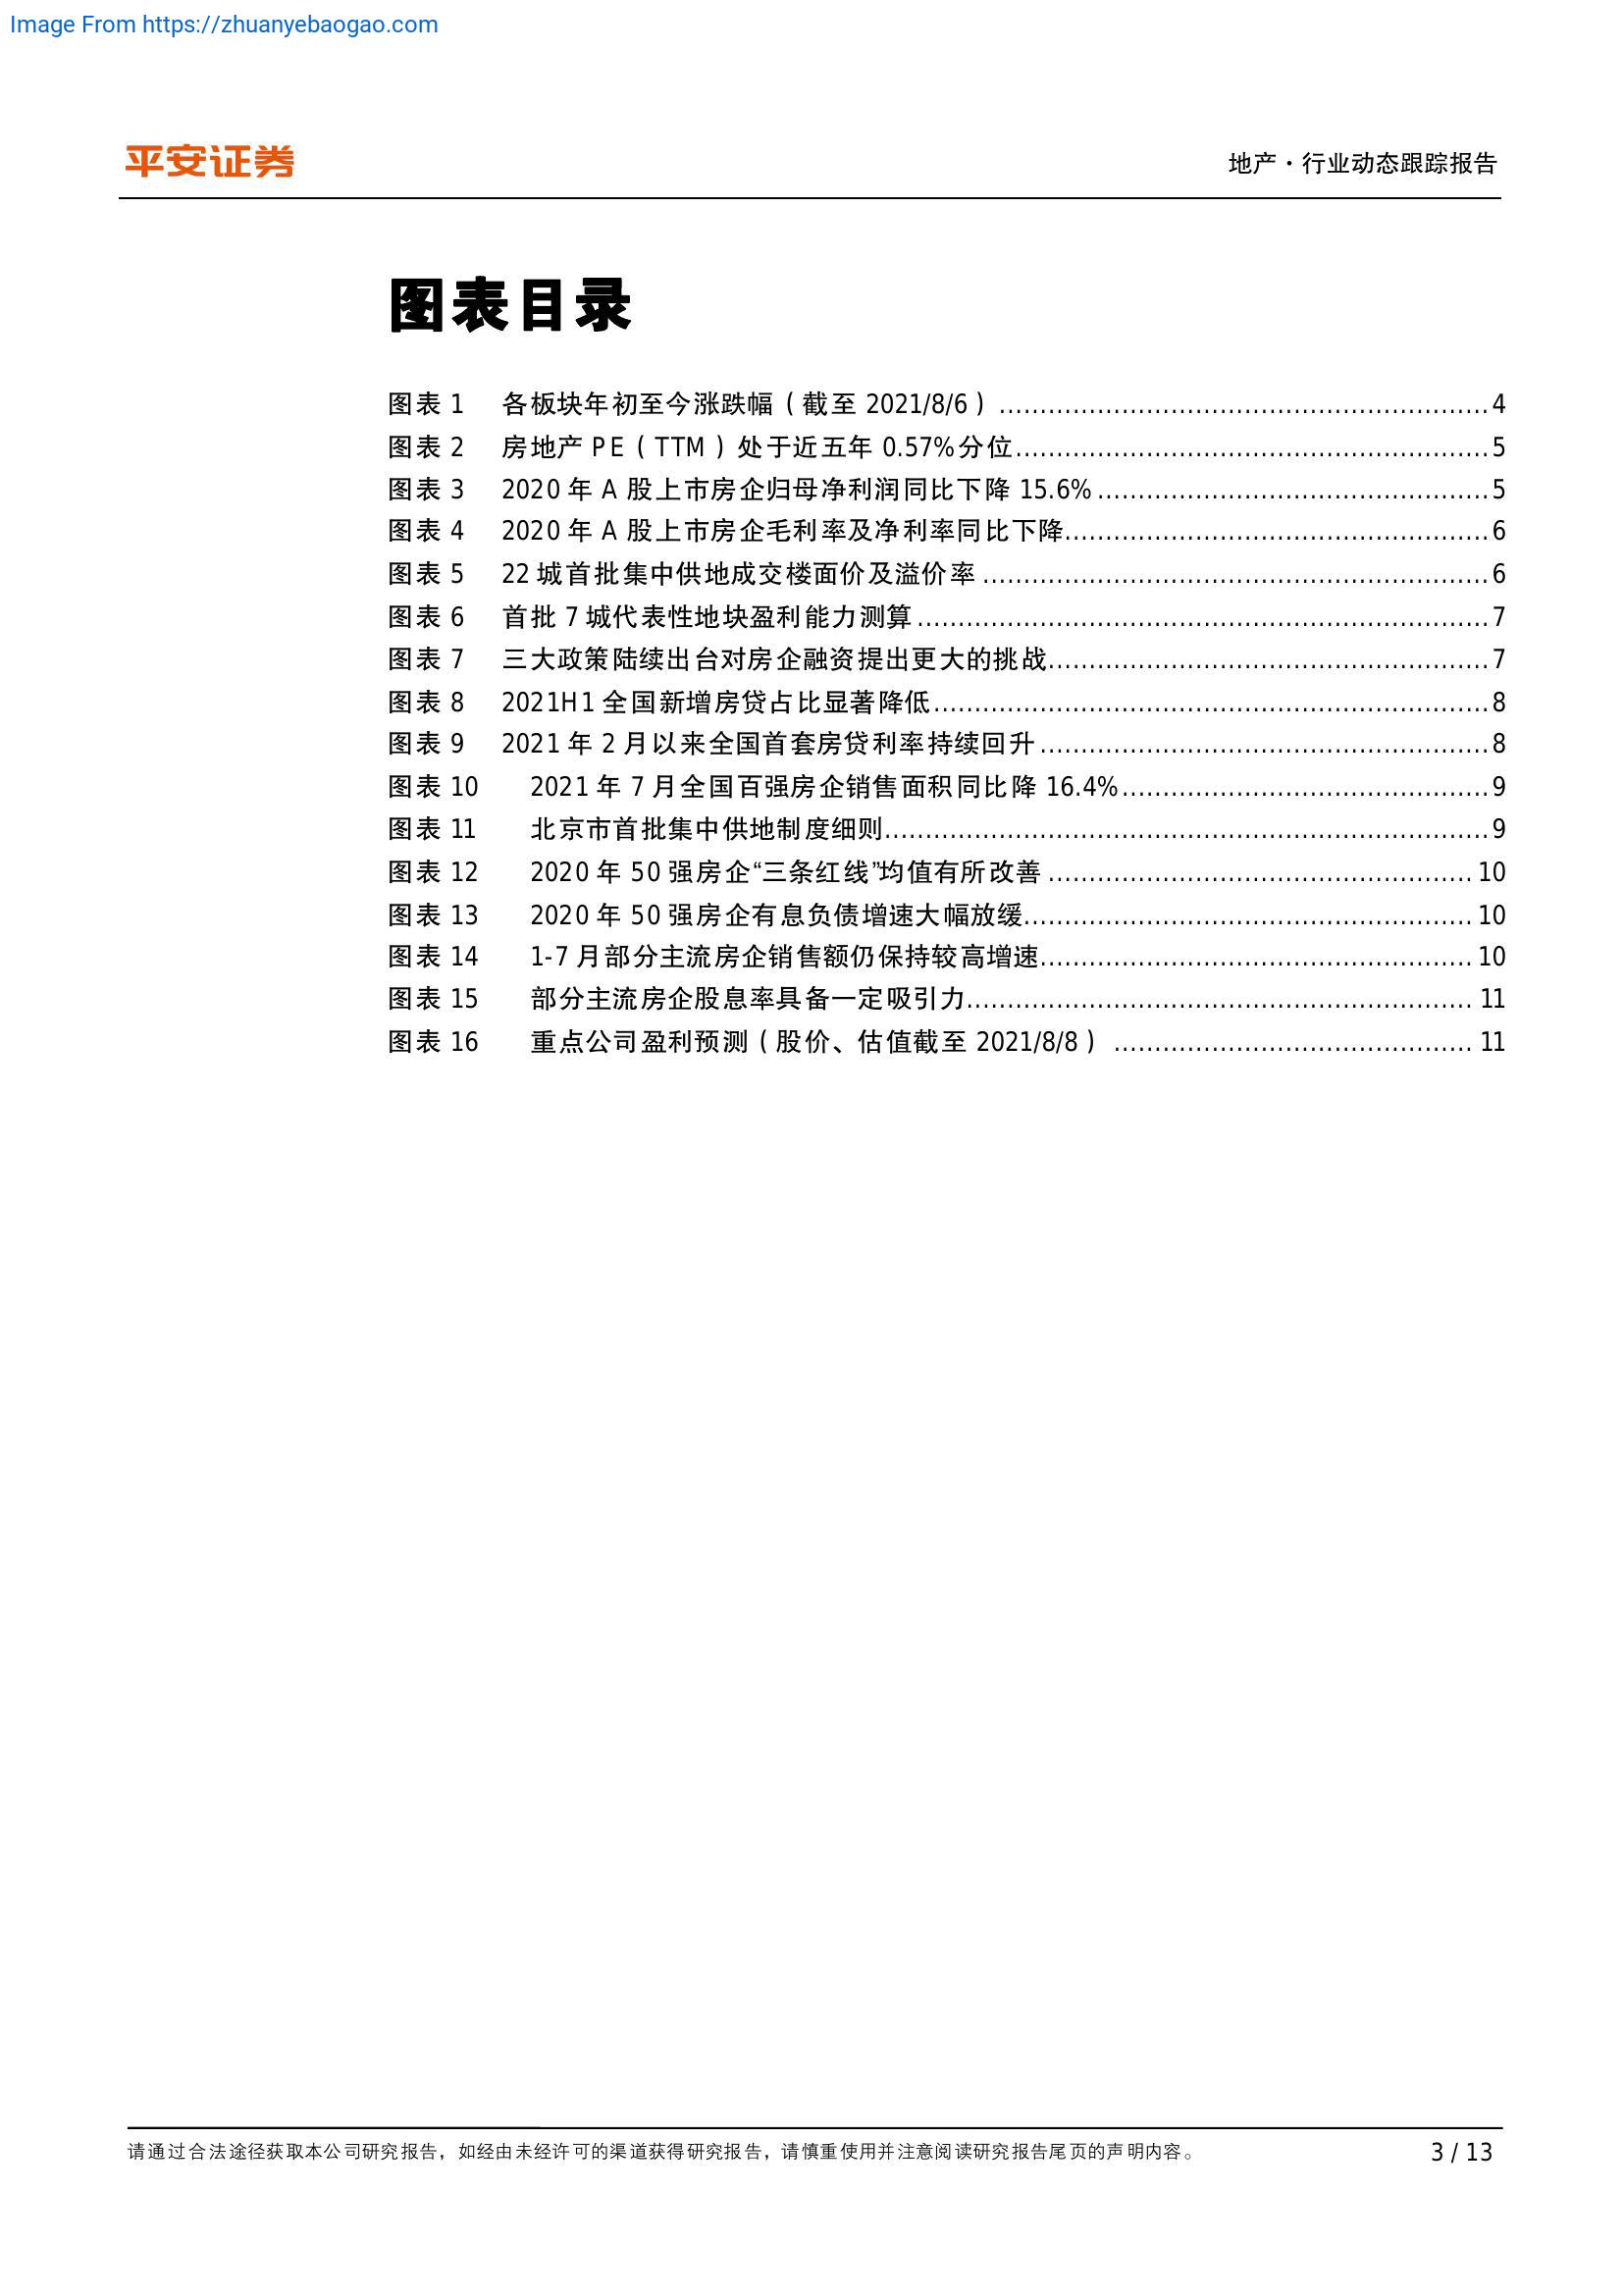 Image From https://zhuanyebaogao.com
平安证券
地产·行业动态跟踪报告
图表目录
图表 1 各板块年初至今涨跌幅（截至 2021/8/6） ........................................................... 4
图表 2 房地产 PE（TTM）处于近五年 0.57%分位........................................................... 5
图表 3 2020 年 A 股上市房企归母净利润同比下降 15.6% ................................................ 5
图表 4 2020 年 A 股上市房企毛利率及净利率同比下降.................................................... 6
图表 5 22 城首批集中供地成交楼面价及溢价率 .............................................................. 6
图表 6 首批 7 城代表性地块盈利能力测算 ...................................................................... 7
图表 7 三大政策陆续出台对房企融资提出更大的挑战...................................................... 7
图表 8 2021H1 全国新增房贷占比显著降低.................................................................... 8
图表 9 2021 年 2 月以来全国首套房贷利率持续回升 ....................................................... 8
图表 10 2021 年 7 月全国百强房企销售面积同比降 16.4%............................................. 9
图表 11 北京市首批集中供地制度细则.......................................................................... 9
图表 12 2020 年 50 强房企“三条红线”均值有所改善 .................................................... 10
图表 13 2020 年 50 强房企有息负债增速大幅放缓....................................................... 10
图表 14 1-7 月部分主流房企销售额仍保持较高增速..................................................... 10
图表 15 部分主流房企股息率具备一定吸引力.............................................................. 11
图表 16 重点公司盈利预测（股价、估值截至 2021/8/8） ............................................ 11
请通过合法途径获取本公司研究报告，如经由未经许可的渠道获得研究报告，请慎重使用并注意阅读研究报告尾页的声明内容。
3 / 13